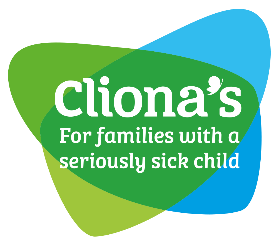 Cliona's
For families with a
seriously sick child